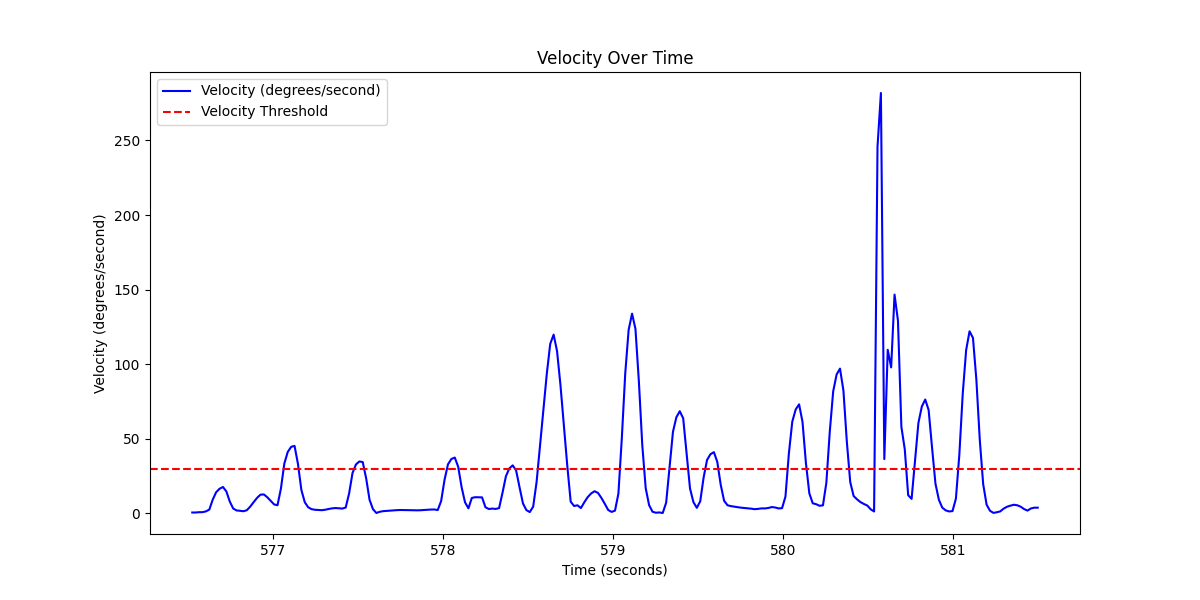 Velocity Over Time
Velocity (degrees/second)
Velocity Threshold
250
200
150
100
50
0
Velocity (degrees/second)
577
578
579
580
581
Time (seconds)